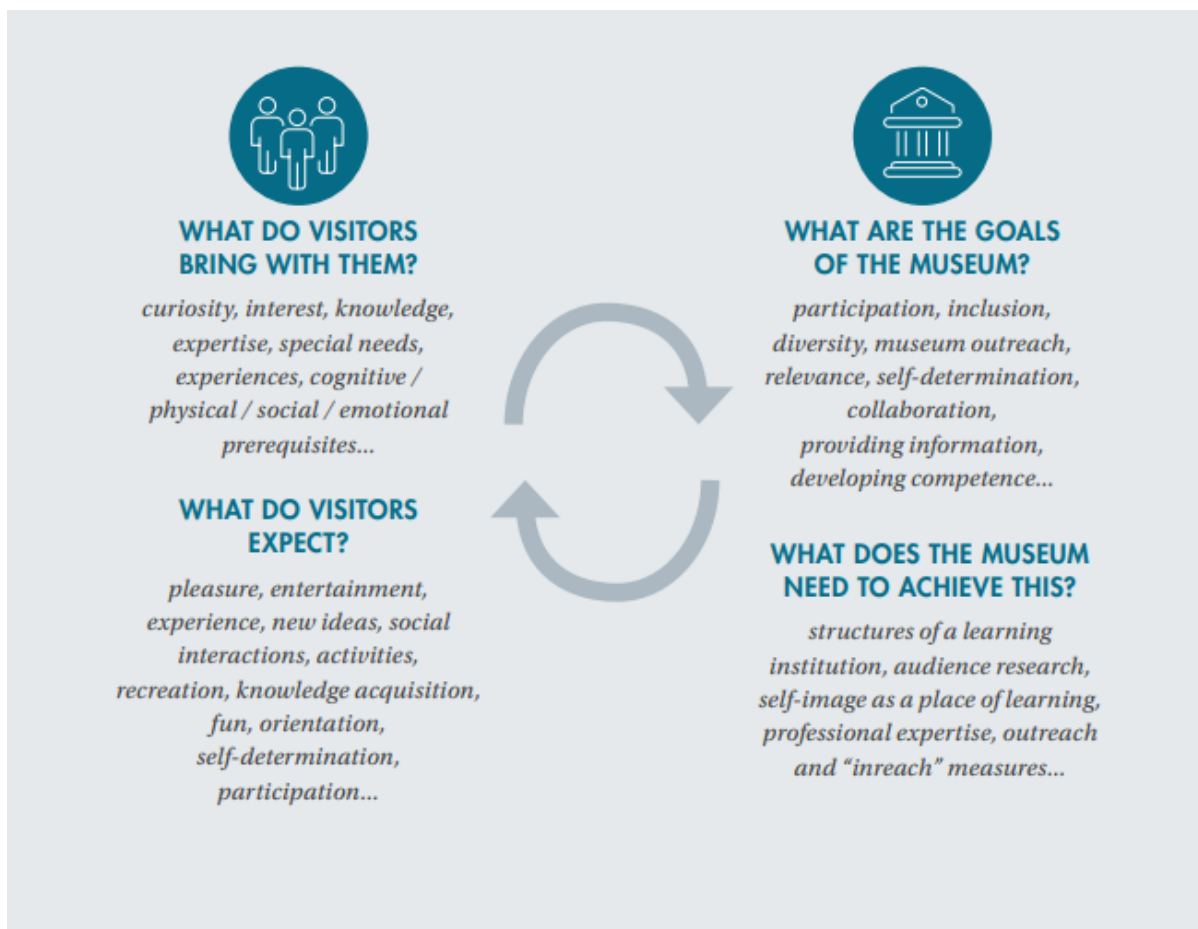 WHAT DO VISITORS
BRING WITH THEM?
curiosity, interest, knowledge,
expertise, special needs,
experiences, cognitive /
physical / social / emotional
prerequisites...
WHAT DO VISITORS
EXPECT?
pleasure, entertainment,
experience, new ideas, social
interactions, activities,
recreation, knowledge acquisition,
fun, orientation,
self-determination,
participation...
WHAT ARE THE GOALS
OF THE MUSEUM?
participation, inclusion,
diversity, museum outreach,
relevance, self-determination,
collaboration,
providing information,
developing competence...
WHAT DOES THE MUSEUM
NEED TO ACHIEVE THIS?
structures of a learning
institution, audience research,
self-image as a place of learning,
professional expertise, outreach
and “inreach” measures...